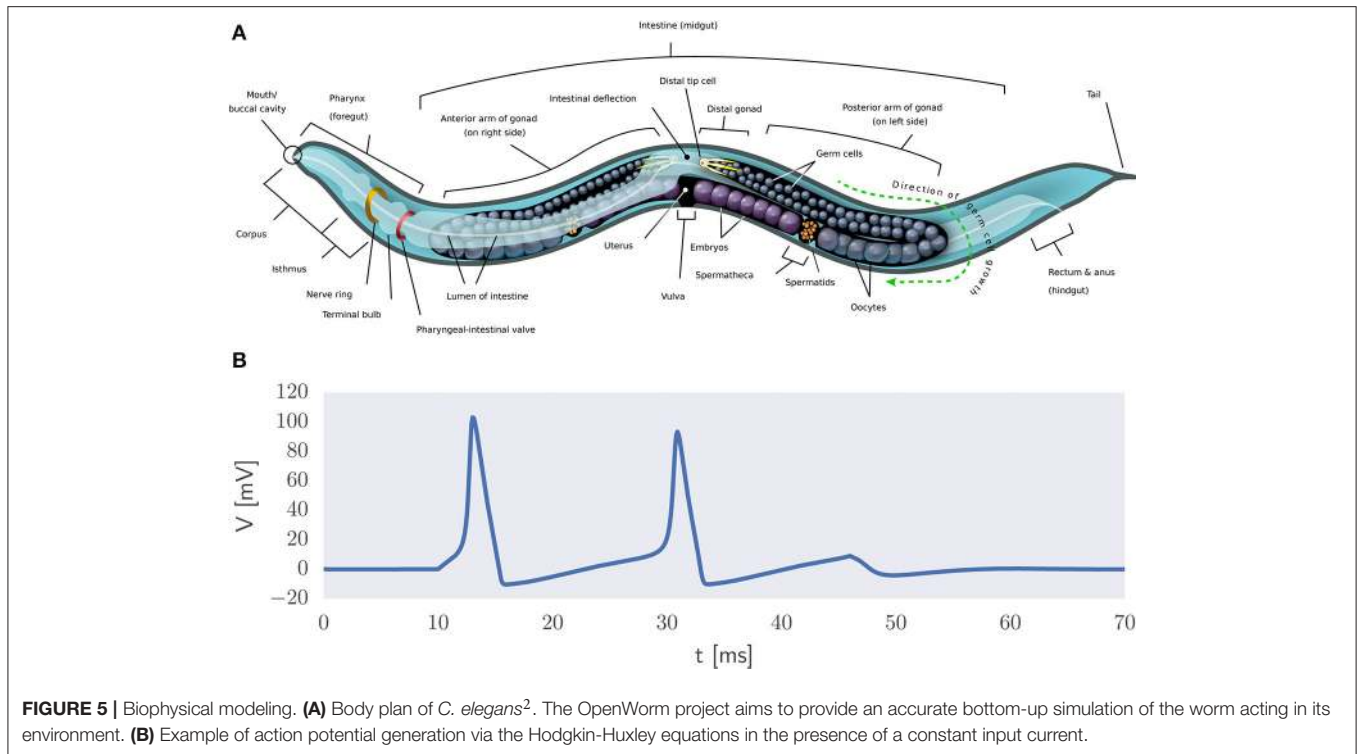 A
Intestine (midgut)
Distal tip cell
Mouth/
buccal cavity
Pharynx
(foregut)
Intestinal deflection
Anterior arm of gonad
(on right side)
Distal gonad
Posterior arm of gonad
(on left side)
Tail
Germ cells
Direction of germ cell growth
Corpus
Isthmus
Nerve ring
Terminal bulb
Pharyngeal-intestinal valve
Lumen of intestine
Uterus
Vulva
Embryos
Spermatheca
Spermatids
Oocytes
Rectum & anus
(hindgut)
B
V [mV]
120
100
80
60
40
20
0
−20
0 10 20 30 40 50 60 70
t [ms]
FIGURE 5 | Biophysical modeling. (A) Body plan of C. elegans². The OpenWorm project aims to provide an accurate bottom-up simulation of the worm acting in its
environment. (B) Example of action potential generation via the Hodgkin-Huxley equations in the presence of a constant input current.